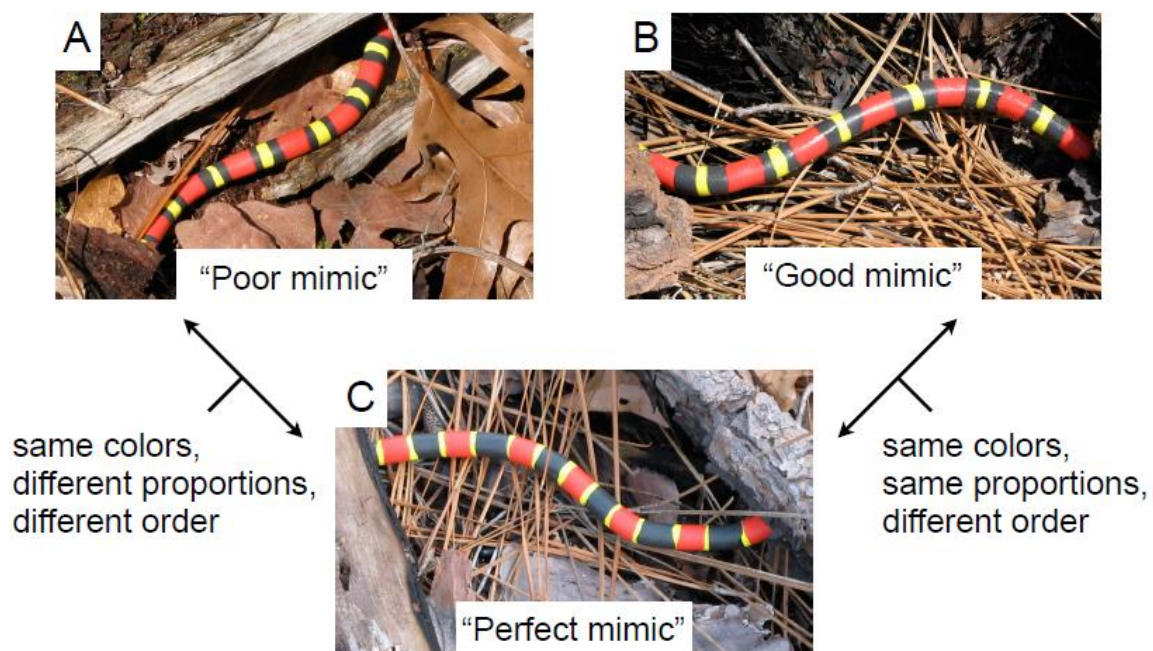 A
B
“Poor mimic”
“Good mimic”
C
same colors,
different proportions,
different order
same colors,
same proportions,
different order
“Perfect mimic”